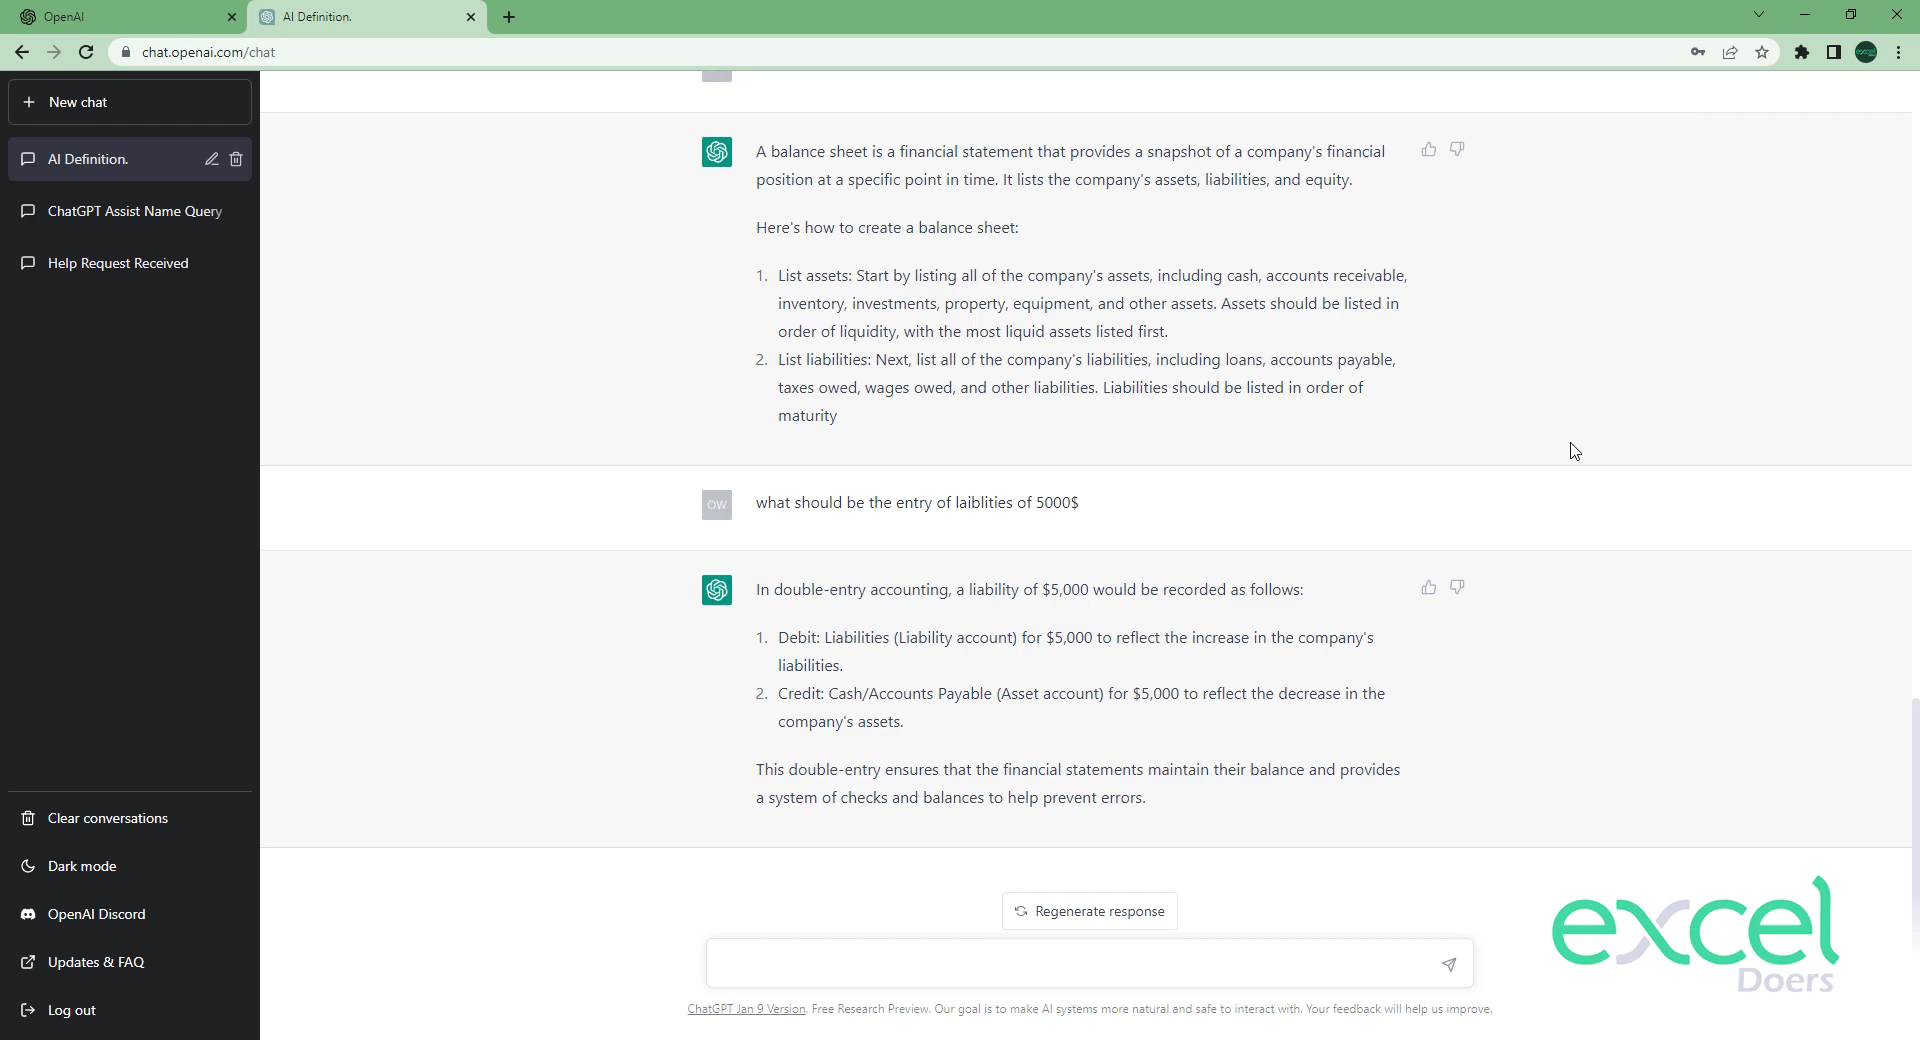 OpenAI
AI Definition.
chat.openai.com/chat
excel
New chat
AI Definition.
ChatGPT Assist Name Query
Help Request Received
A balance sheet is a financial statement that provides a snapshot of a company's financial
position at a specific point in time. It lists the company's assets, liabilities, and equity.
Here's how to create a balance sheet:
1. List assets: Start by listing all of the company's assets, including cash, accounts receivable,
inventory, investments, property, equipment, and other assets. Assets should be listed in
order of liquidity, with the most liquid assets listed first.
2. List liabilities: Next, list all of the company's liabilities, including loans, accounts payable,
taxes owed, wages owed, and other liabilities. Liabilities should be listed in order of
maturity
OW
what should be the entry of laiblities of 5000$
In double-entry accounting, a liability of $5,000 would be recorded as follows:
1. Debit: Liabilities (Liability account) for $5,000 to reflect the increase in the company's
liabilities.
2. Credit: Cash/Accounts Payable (Asset account) for $5,000 to reflect the decrease in the
company's assets.
This double-entry ensures that the financial statements maintain their balance and provides
a system of checks and balances to help prevent errors.
Clear conversations
Dark mode
OpenAI Discord
Updates & FAQ
Log out
Regenerate response
ChatGPT Jan 9 Version. Free Research Preview. Our goal is to make AI systems more natural and safe to interact with. Your feedback will help us improve.
excel
Doers